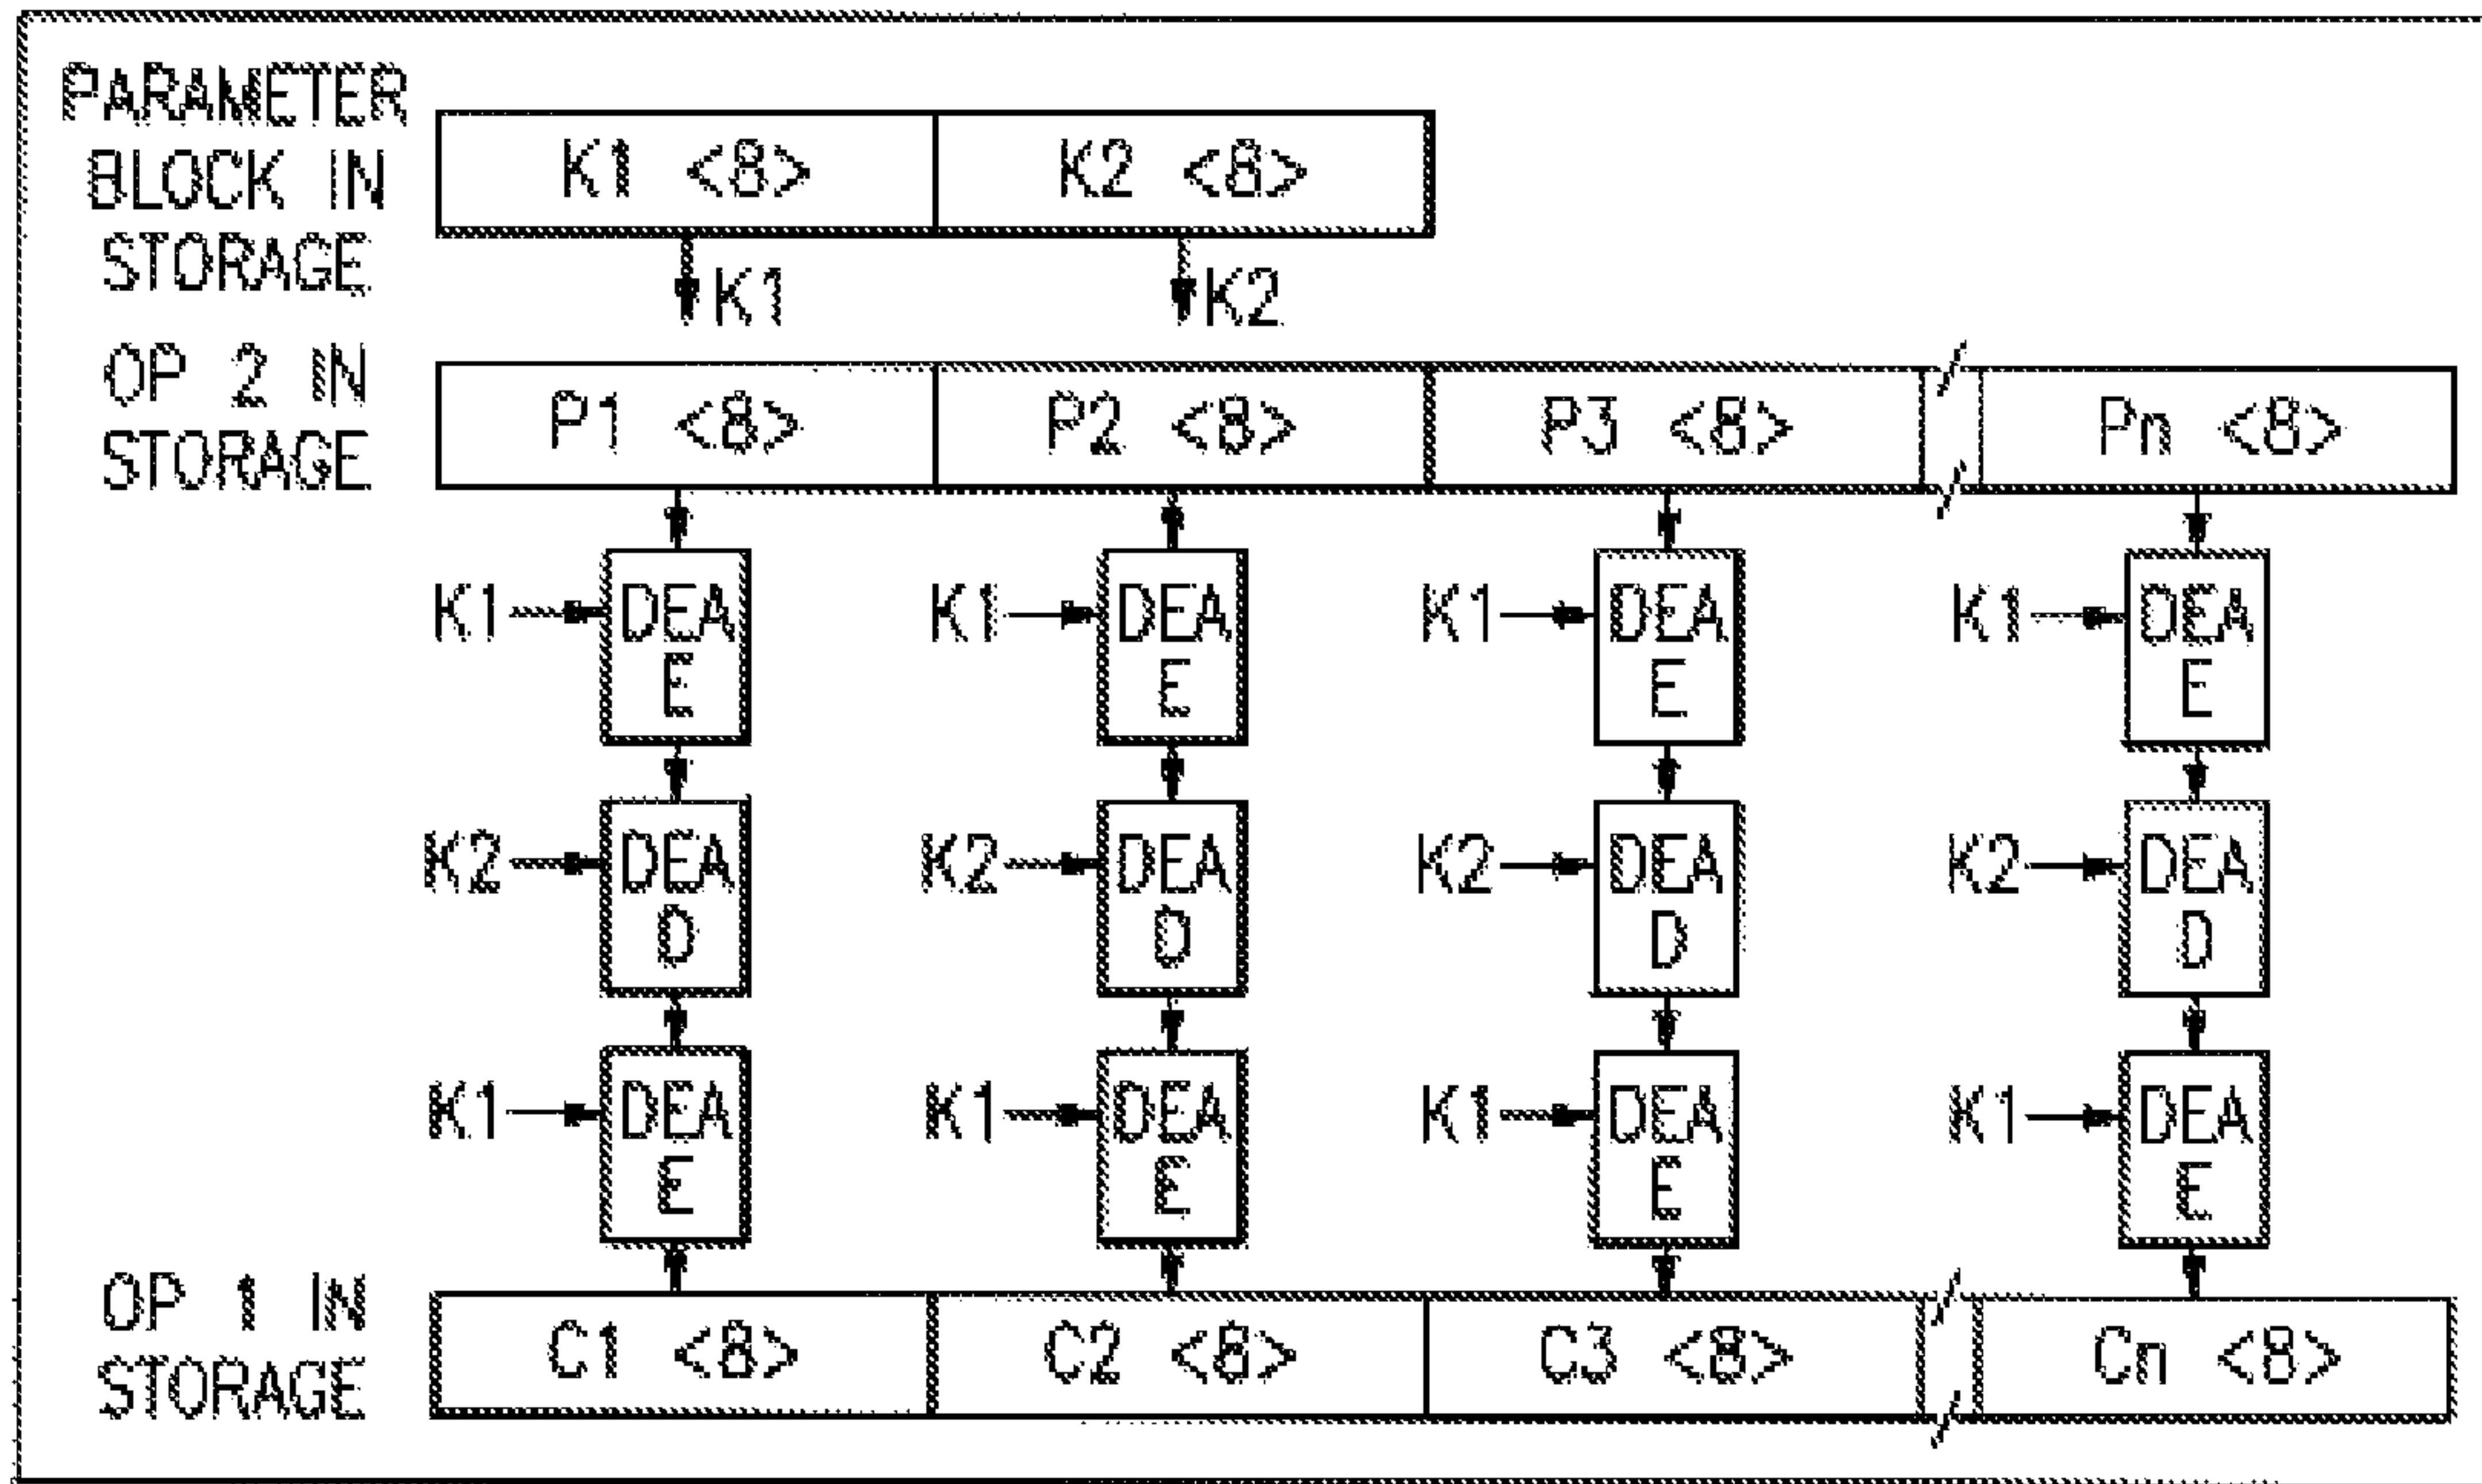 PARAMETER
BLOCK IN
STORAGE
K1 <8>
K2 <8>
K1
K2
OP 2 IN
STORAGE
P1 <8>
P2 <8>
P3 <8>
Pn <8>
K1
DEA
E
K1
DEA
E
K1
DEA
E
K1
DEA
E
K2
DEA
D
K2
DEA
D
K2
DEA
D
K2
DEA
D
K1
DEA
E
K1
DEA
E
K1
DEA
E
K1
DEA
E
OP 1 IN
STORAGE
C1 <8>
C2 <8>
C3 <8>
Cn <8>